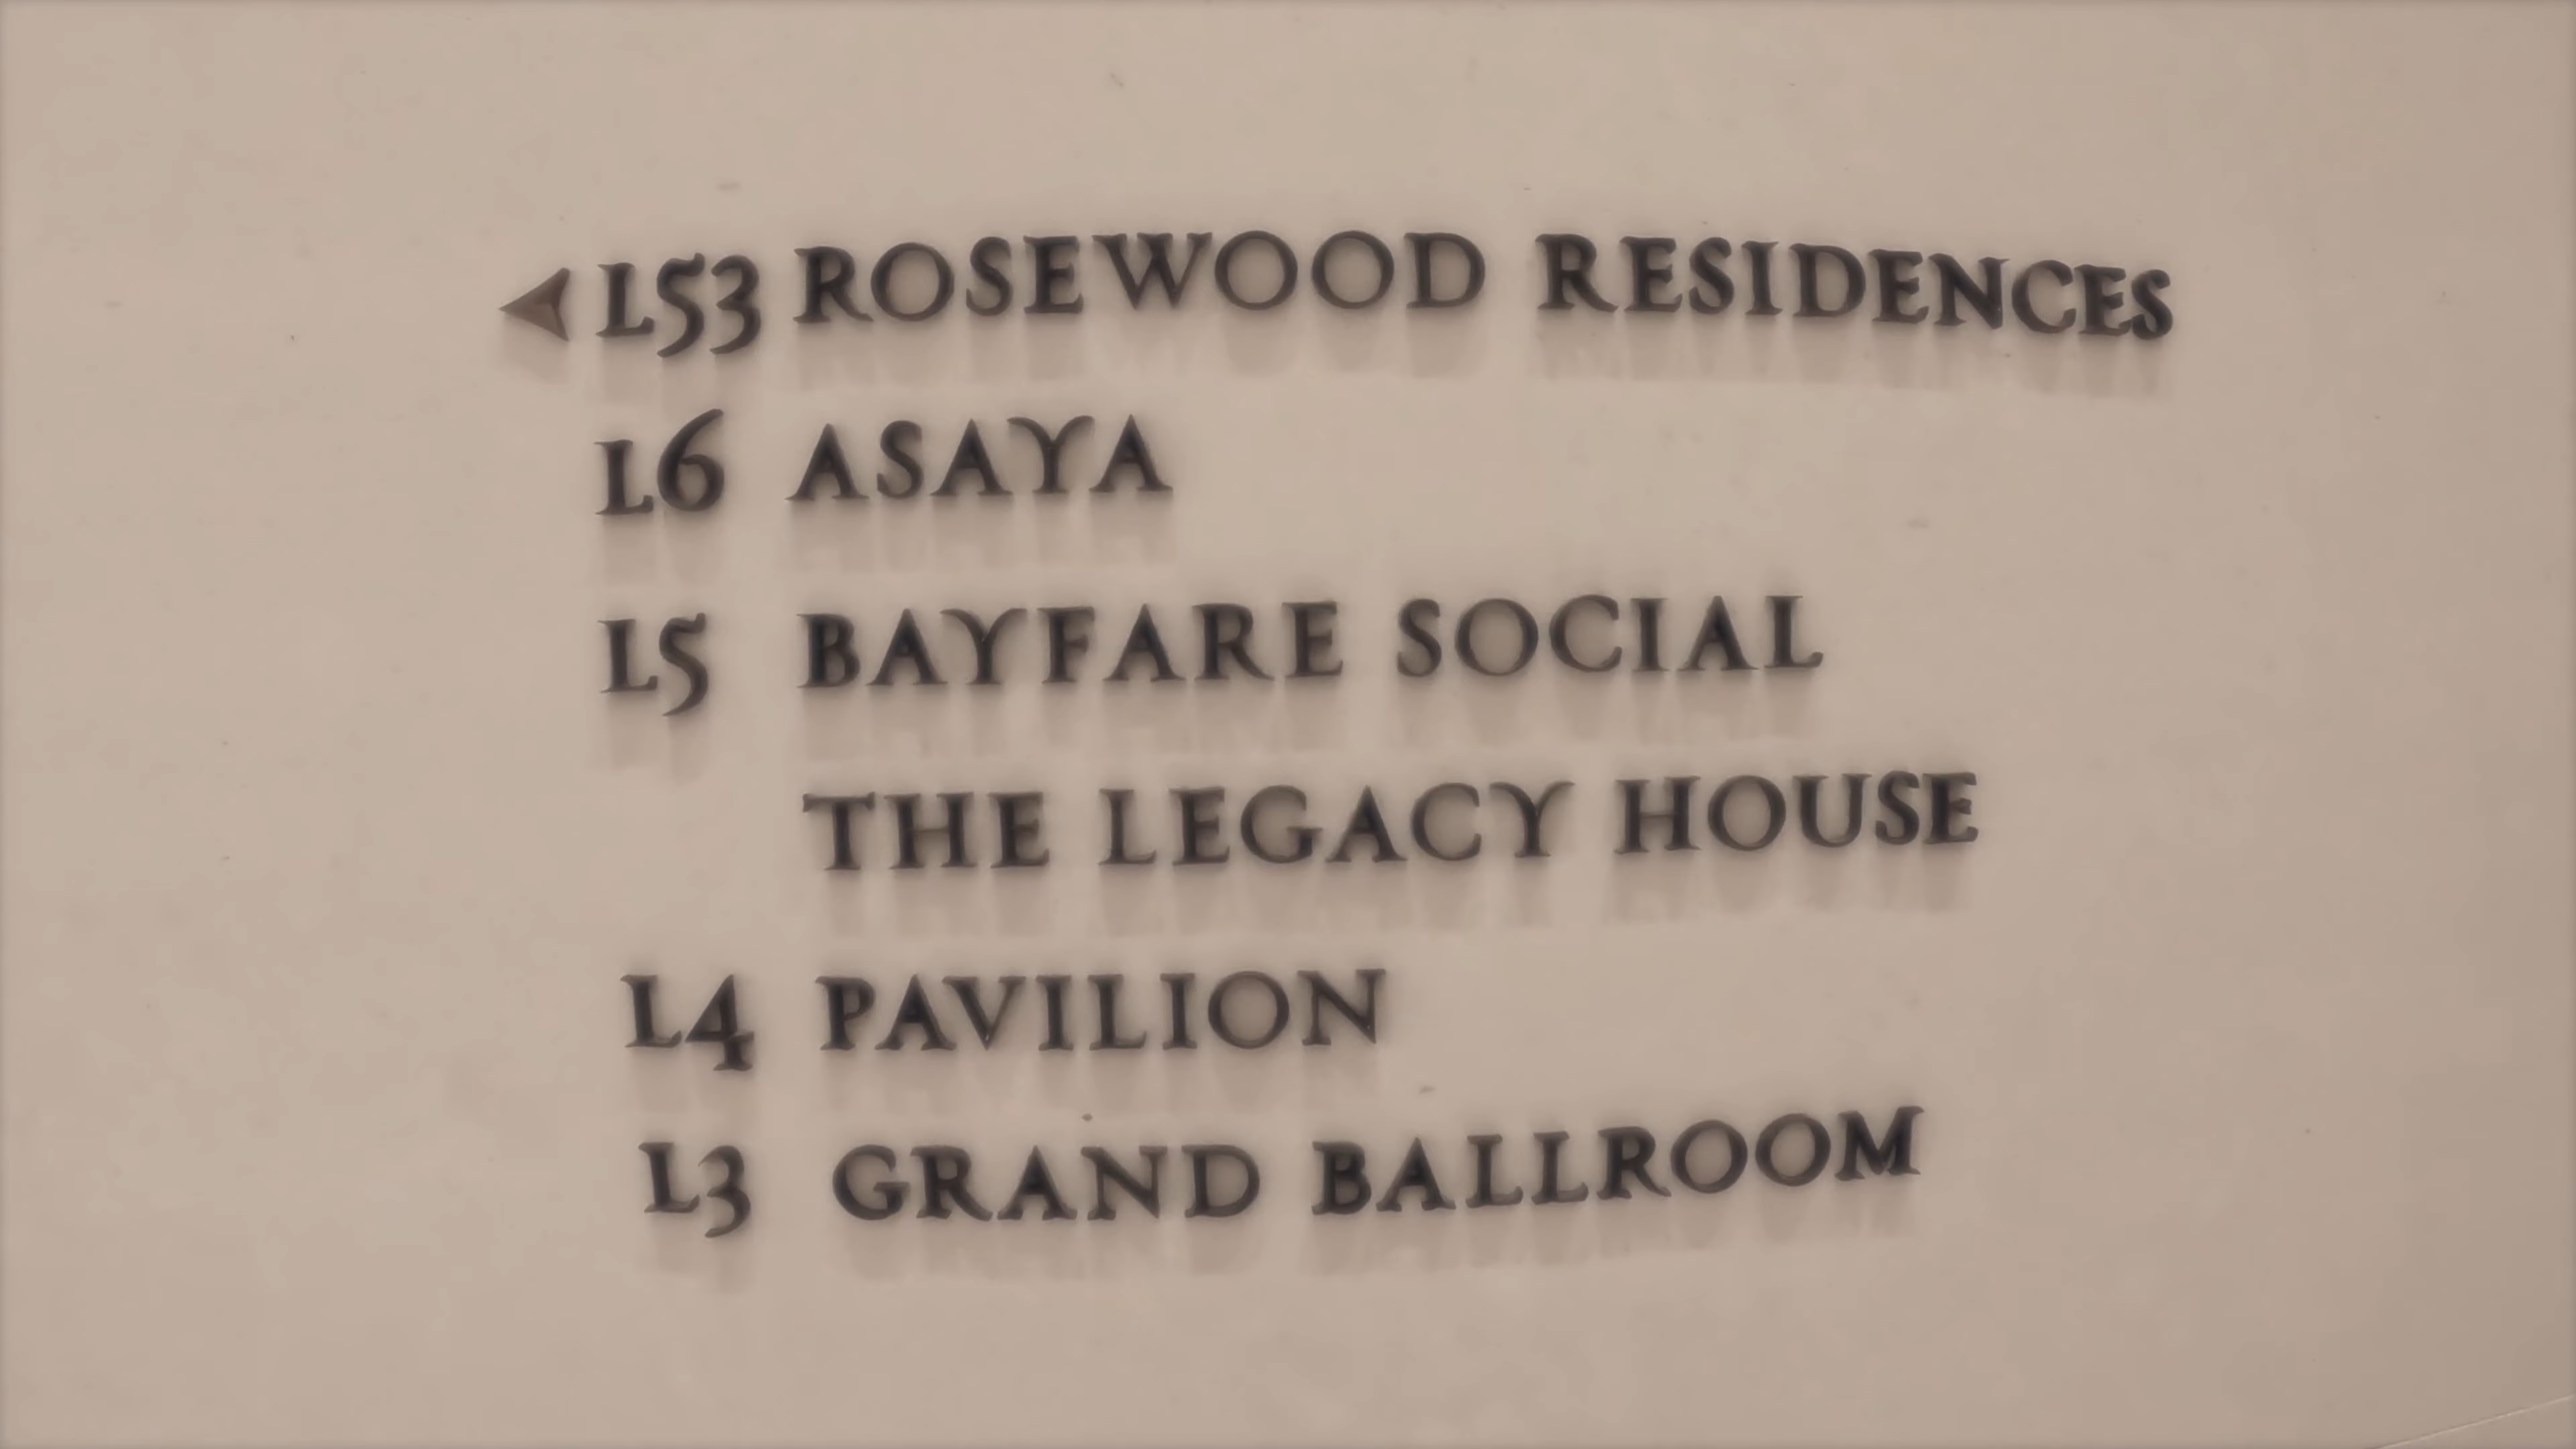 L53 ROSEWOOD RESIDENCES
L6 ASAYA
L5 BAYFARE SOCIAL
THE LEGACY HOUSE
L4 PAVILION
L3 GRAND BALLROOM